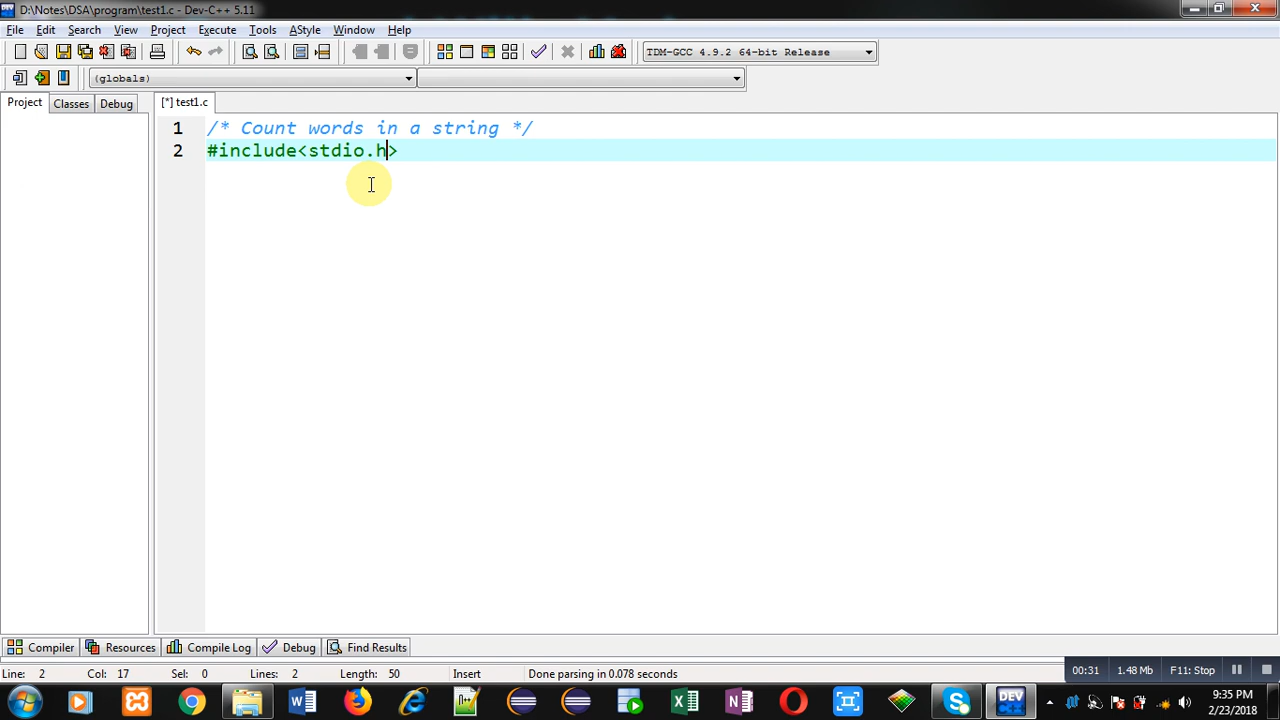 D:\Notes\DSA\program\test1.c - Dev-C++ 5.11
File Edit Search View Project Execute Tools AStyle Window Help
TDM-GCC 4.9.2 64-bit Release
(globals)
Project Classes Debug [*] test1.c
1 /* Count words in a string */
2 #include<stdio.h>
Compiler Resources Compile Log Debug Find Results
Line: 2 Col: 17 Sel: 0 Lines: 2 Length: 50 Insert Done parsing in 0.078 seconds
00:31 1.48 Mb F11: Stop
DEV
9:35 PM
2/23/2018